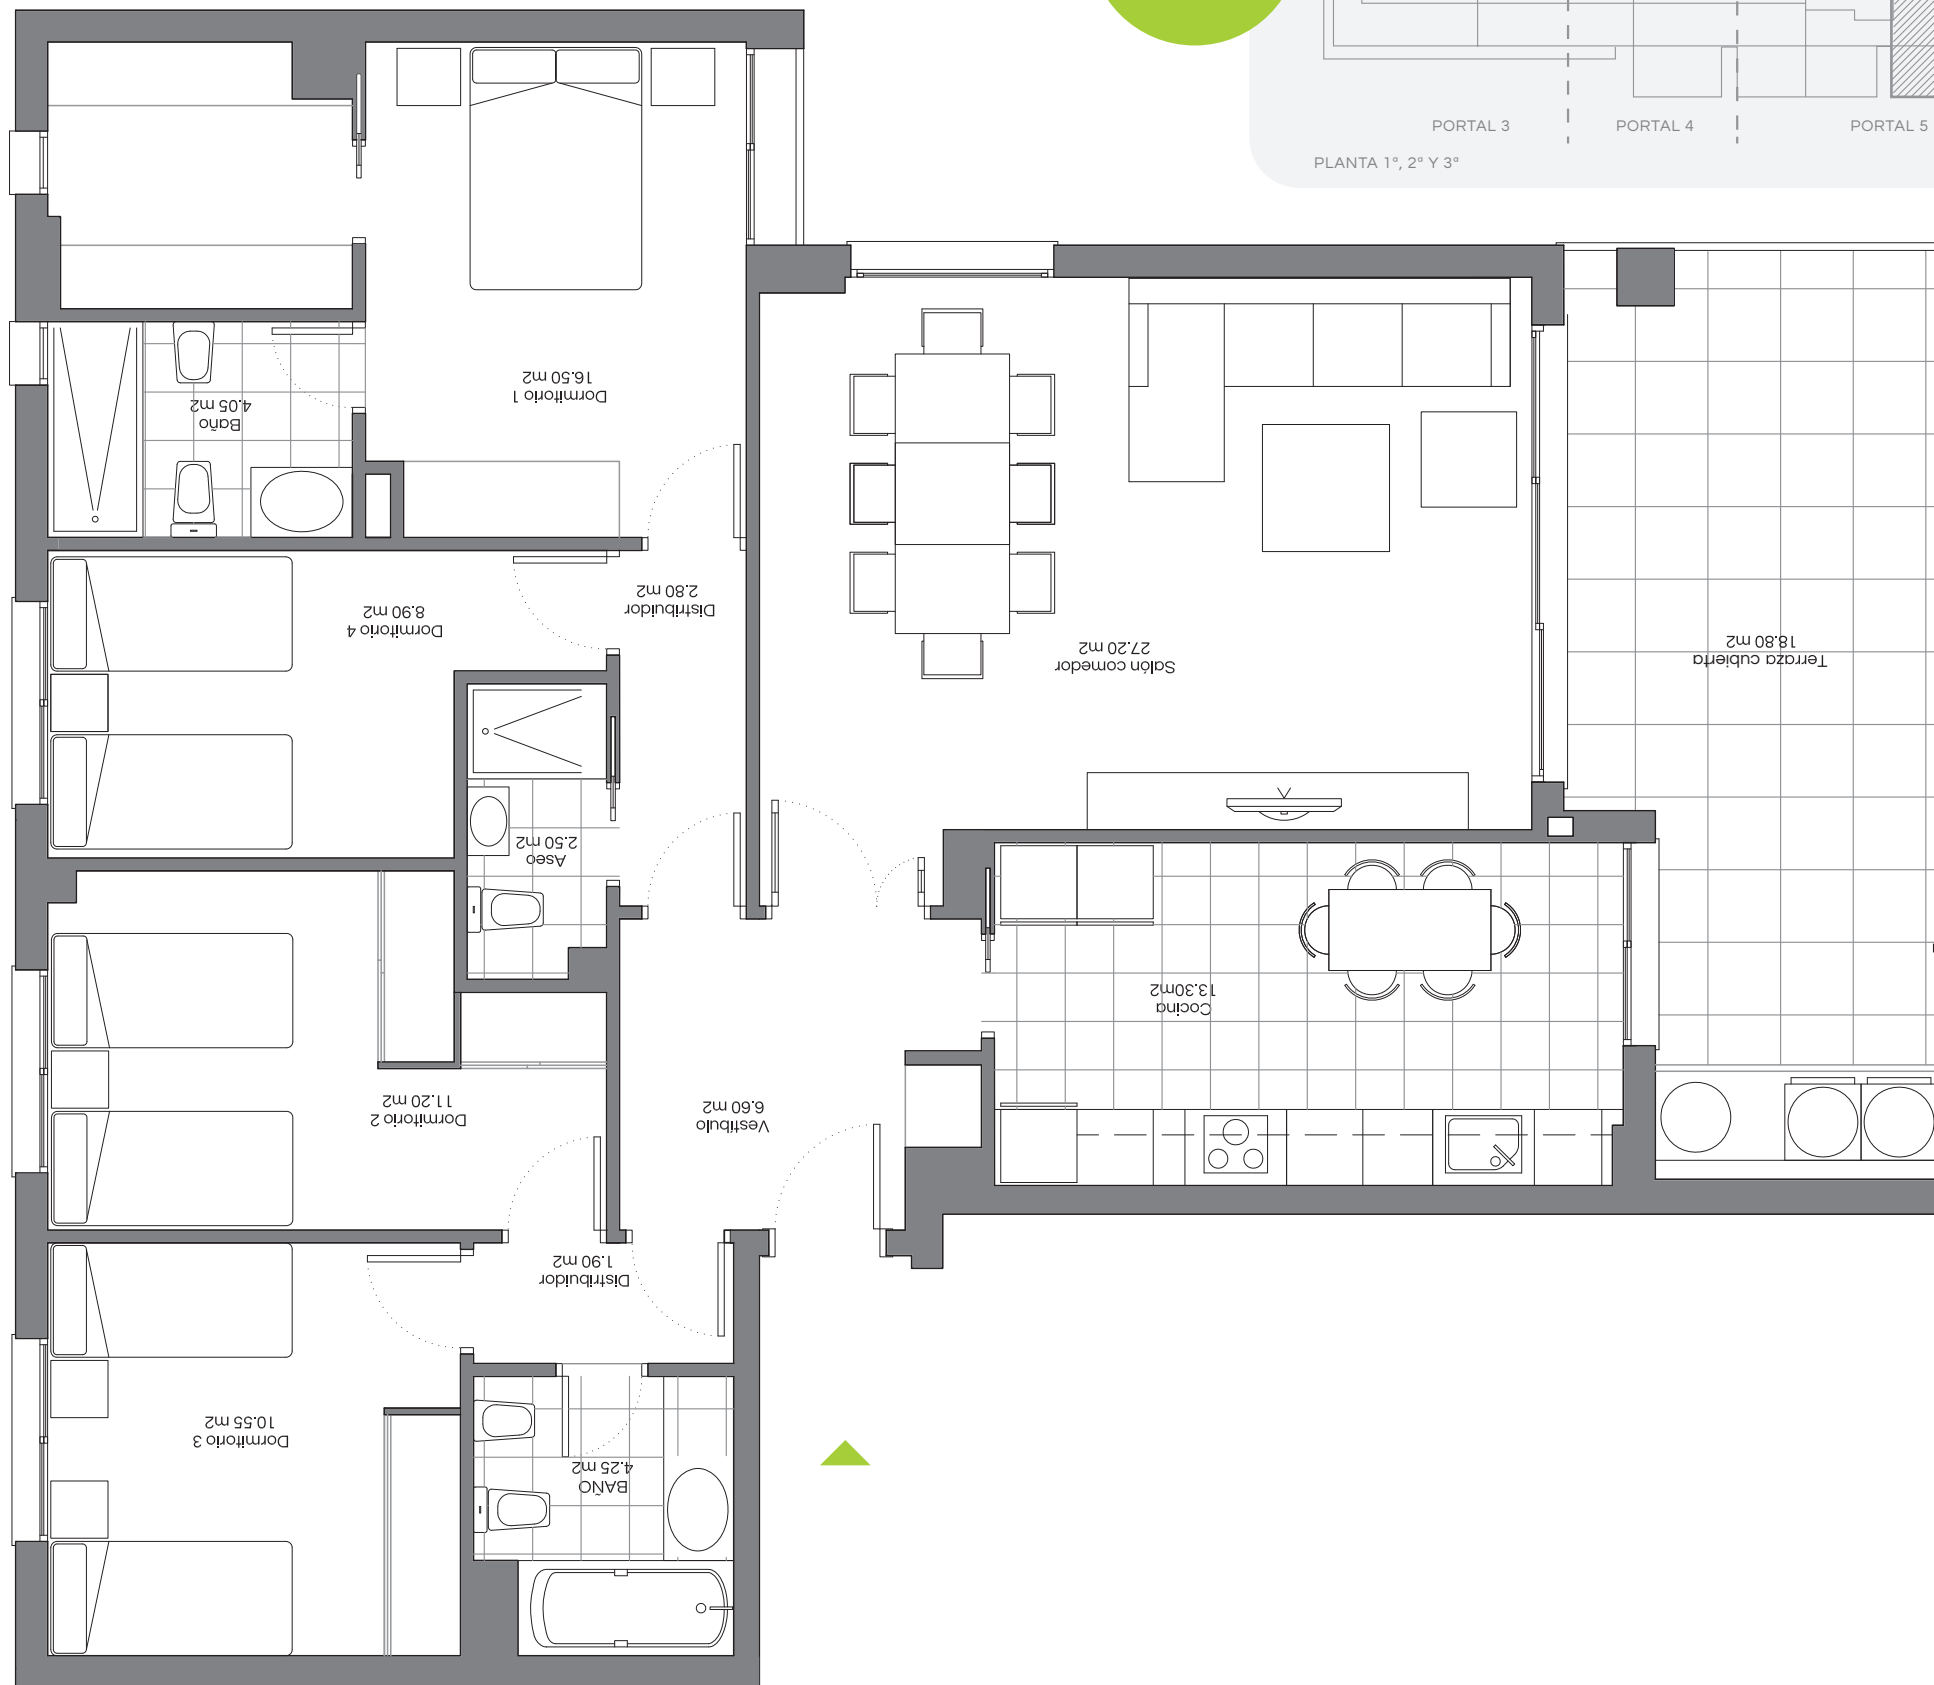 PORTAL 3
PORTAL 4
PORTAL 5
PLANTA 1ª, 2ª Y 3ª
Dormitorio 1
16.50 m2
Baño
4.05 m2
Dormitorio 4
8.90 m2
Distribuidor
2.80 m2
Salón comedor
27.20 m2
Terraza cubierta
18.80 m2
Aseo
2.50 m2
Cocina
13.30m2
Dormitorio 2
11.20 m2
Vestíbulo
6.60 m2
Distribuidor
1.90 m2
Dormitorio 3
10.55 m2
BAÑO
4.25 m2